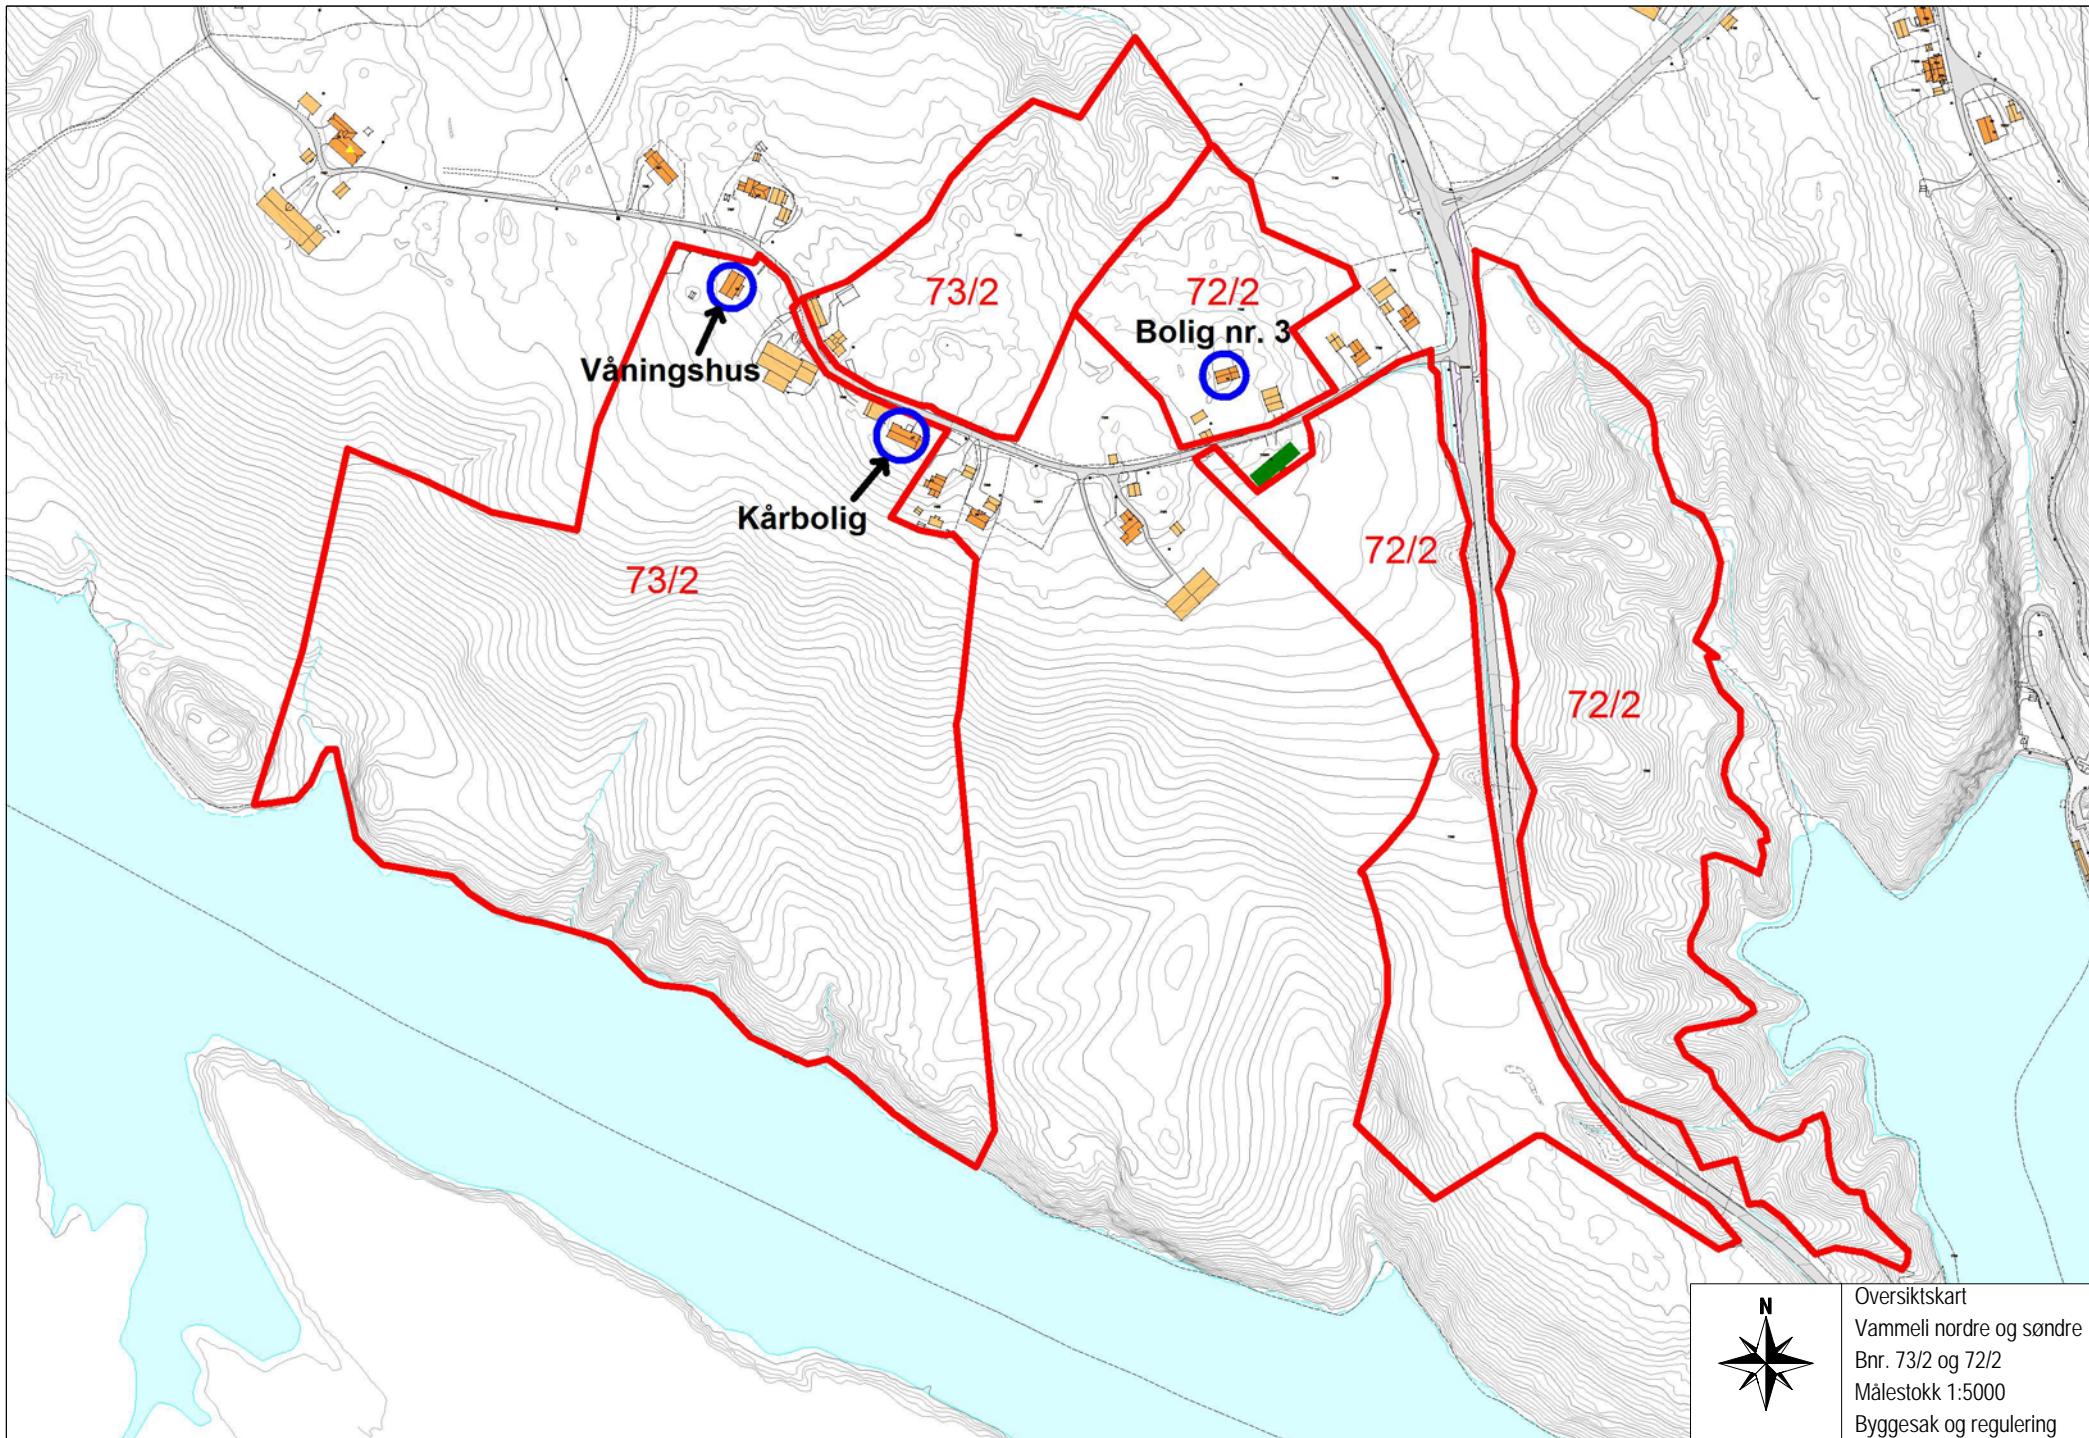 73/2
72/2
Bolig nr. 3
Våningshus
Kårbolig
73/2
72/2
72/2
N
Oversiktskart
Vammeli nordre og søndre
Bnr. 73/2 og 72/2
Målestokk 1:5000
Byggesak og regulering